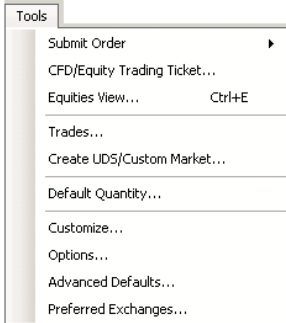 Tools
Submit Order
CFD/Equity Trading Ticket...
Equities View... Ctrl+E
Trades...
Create UDS/Custom Market...
Default Quantity...
Customize...
Options...
Advanced Defaults...
Preferred Exchanges...